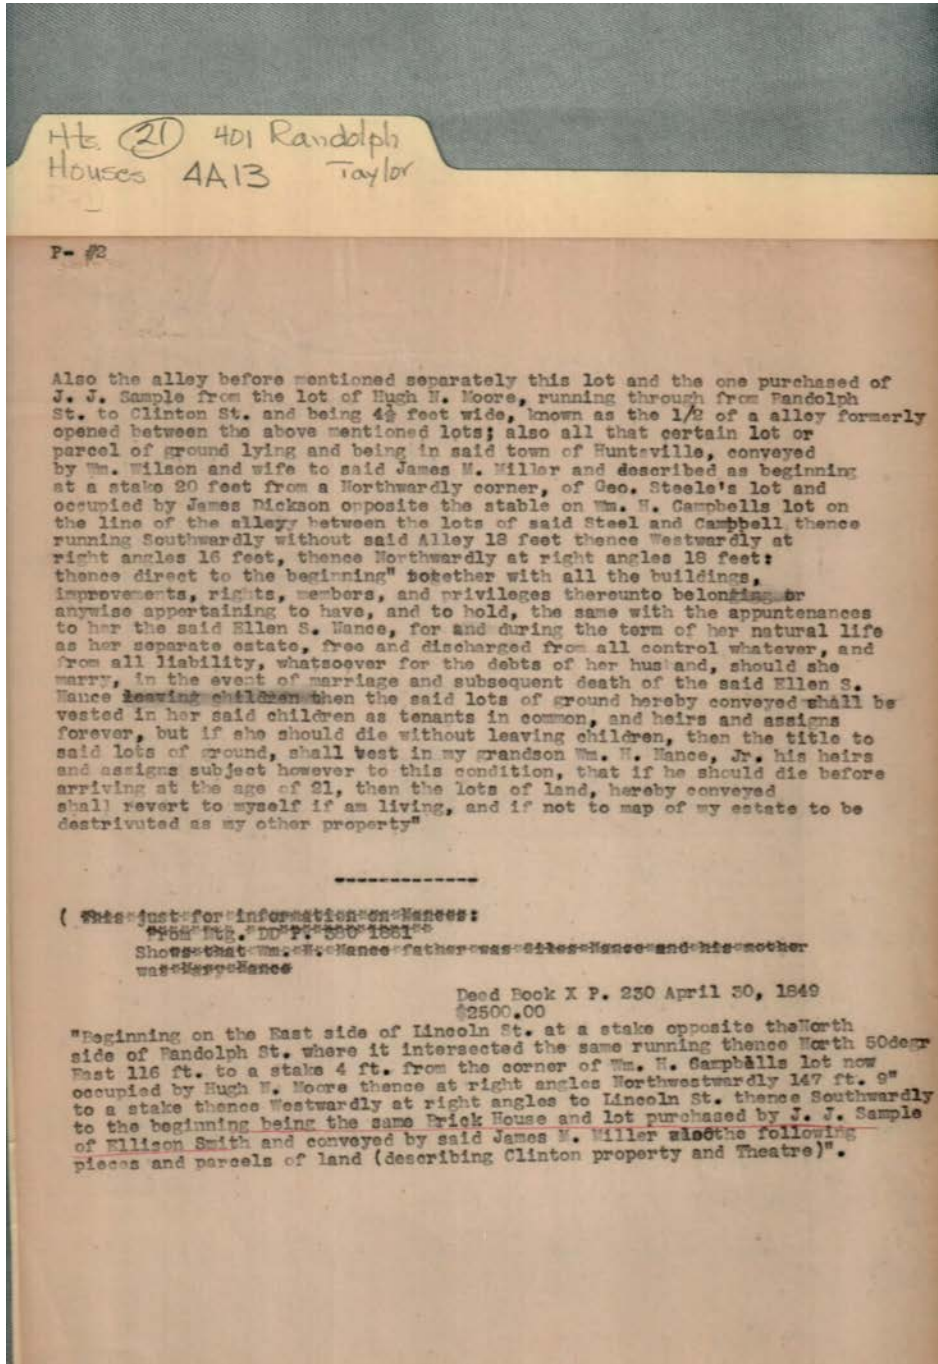 Hts. 21 401 Randolph
Houses 4A13 Taylor
P- #2
Also the alley before mentioned separately this lot and the one purchased of
J. J. Sample from the lot of Hugh N. Moore, running through from Randolph
St. to Clinton St. and being 4½ feet wide, known as the 1/2 of a alley formerly
opened between the above mentioned lots; also all that certain lot or
parcel of ground lying and being in said town of Huntsville, conveyed
by Wm. Wilson and wife to said James M. Miller and described as beginning
at a stake 20 feet from a Northwardly corner, of Geo. Steele's lot and
occupied by James Dickson opposite the stable on Wm. H. Campbells lot on
the line of the alley between the lots of said Steel and Campbell thence
running Southwardly without said Alley 18 feet thence Westwardly at
right angles 16 feet, thence Northwardly at right angles 18 feet:
thence direct to the beginning" together with all the buildings,
improvements, rights, members, and privileges thereunto belonging or
anywise appertaining to have, and to hold, the same with the appuntenances
to her the said Ellen S. Nance, for and during the term of her natural life
as her separate estate, free and discharged from all control whatever, and
from all liability, whatsoever for the debts of her husband, should she
marry, in the event of marriage and subsequent death of the said Ellen S.
Nance leaving children then the said lots of ground hereby conveyed shall be
vested in her said children as tenants in common, and heirs and assigns
forever, but if she should die without leaving children, then the title to
said lots of ground, shall vest in my grandson Wm. H. Nance, Jr. his heirs
and assigns subject however to this condition, that if he should die before
arriving at the age of 21, then the lots of land, hereby conveyed
shall revert to myself if am living, and if not to map of my estate to be
destrivuted as my other property"
-------------
( This just for information on Nances:
"From Mtg. DD P. 380 1881"
Shows that Wm. H. Nance father was Giles Nance and his mother
was Mary Nance
Deed Book X P. 230 April 30, 1849
$2500.00
"Beginning on the East side of Lincoln St. at a stake opposite theNorth
side of Randolph St. where it intersected the same running thence North 50degr
East 116 ft. to a stake 4 ft. from the corner of Wm. H. Campbells lot now
occupied by Hugh N. Moore thence at right angles Northwestwardly 147 ft. 9"
to a stake thence Westwardly at right angles to Lincoln St. thence Southwardly
to the beginning being the same Brick House and lot purchased by J. J. Sample
of Ellison Smith and conveyed by said James M. Miller also the following
pieces and parcels of land (describing Clinton property and Theatre)".